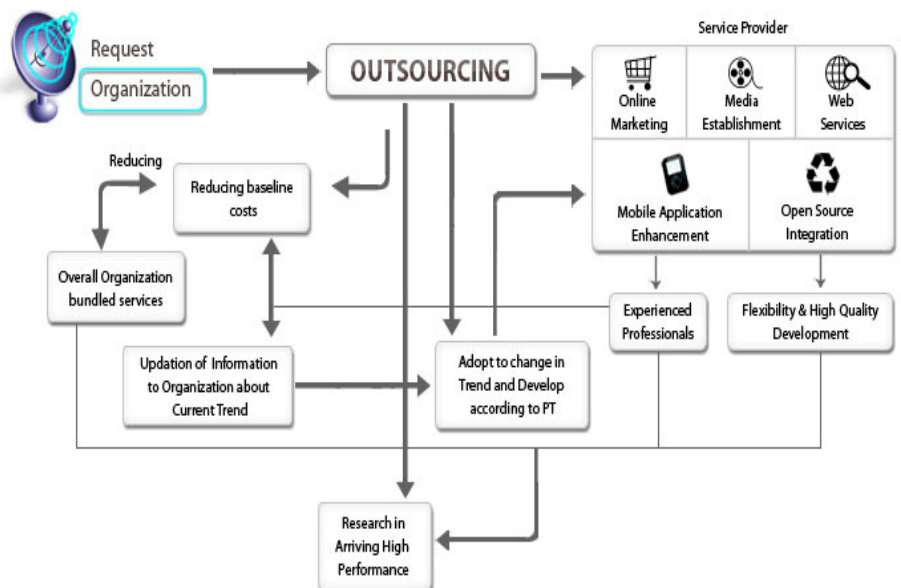 Service Provider
Request
Organization
OUTSOURCING
Online
Marketing
Media
Establishment
Web
Services
Mobile Application
Enhancement
Open Source
Integration
Reducing
Reducing baseline
costs
Overall Organization
bundled services
Experienced
Professionals
Flexibility & High Quality
Development
Updation of Information
to Organization about
Current Trend
Adopt to change in
Trend and Develop
according to PT
Research in
Arriving High
Performance